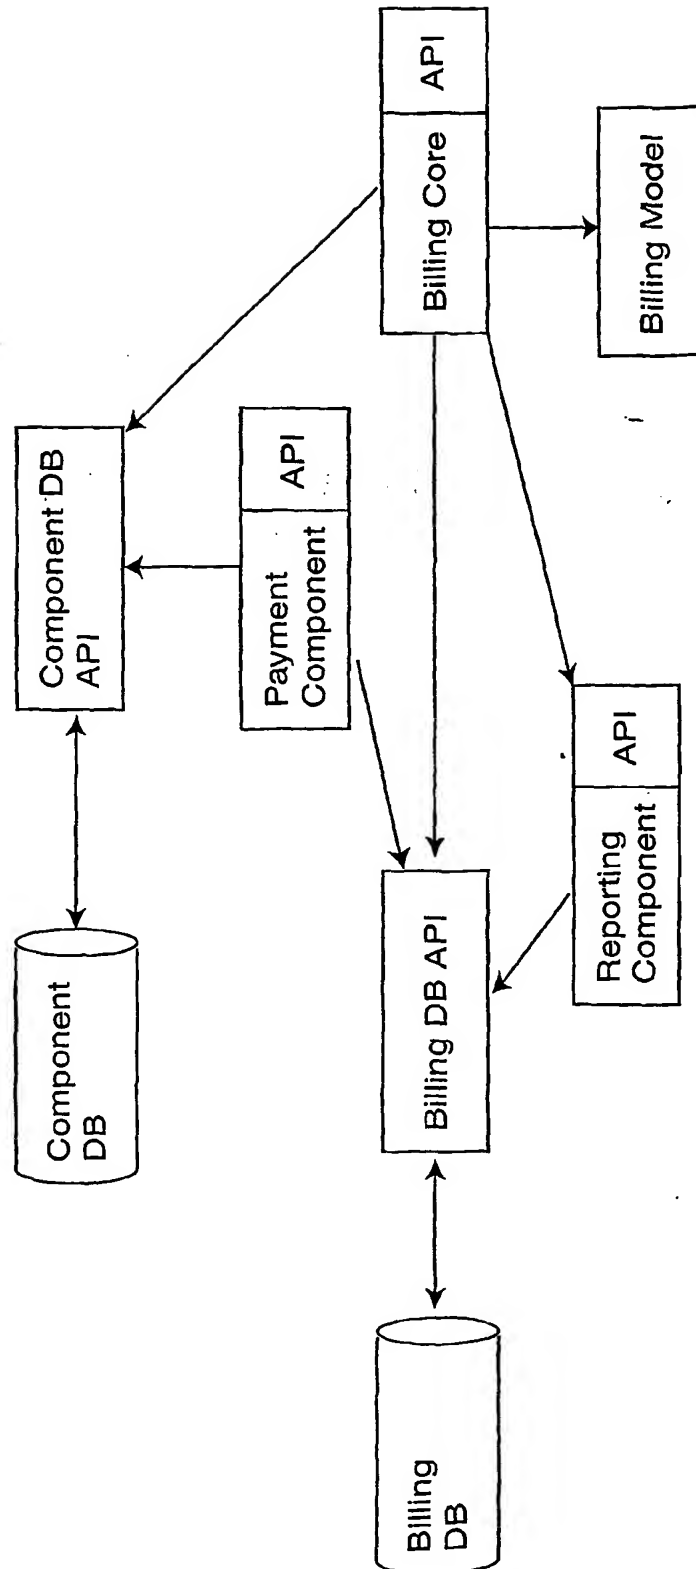 Component
DB
Component DB
API
Payment
Component
API
Billing
DB
Billing DB API
Billing Core
API
Reporting
Component
API
Billing Model